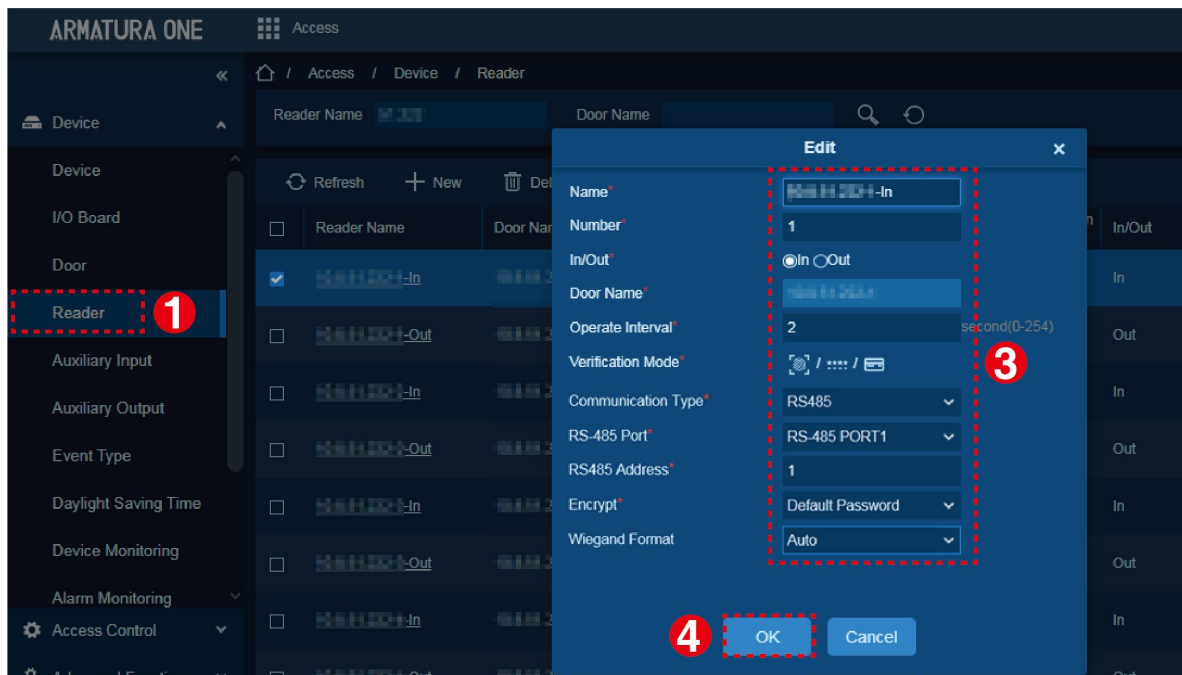 ARMATURA ONE
Access
/ Access / Device / Reader
Reader Name
Door Name
Device
Device
I/O Board
Door
Reader
1
Auxiliary Input
Auxiliary Output
Event Type
Daylight Saving Time
Device Monitoring
Alarm Monitoring
Access Control
Refresh
New
Reader Name
In/Out
-In
In
-Out
Out
-In
In
-Out
Out
-In
In
-Out
Out
-In
In
Edit
Name*
-In
Number*
1
In/Out*
In Out
Door Name*
Operate Interval*
2
second(0-254)
Verification Mode*
/ **** /
3
Communication Type*
RS485
RS-485 Port*
RS-485 PORT1
RS485 Address*
1
Encrypt*
Default Password
Wiegand Format
Auto
4
OK
Cancel